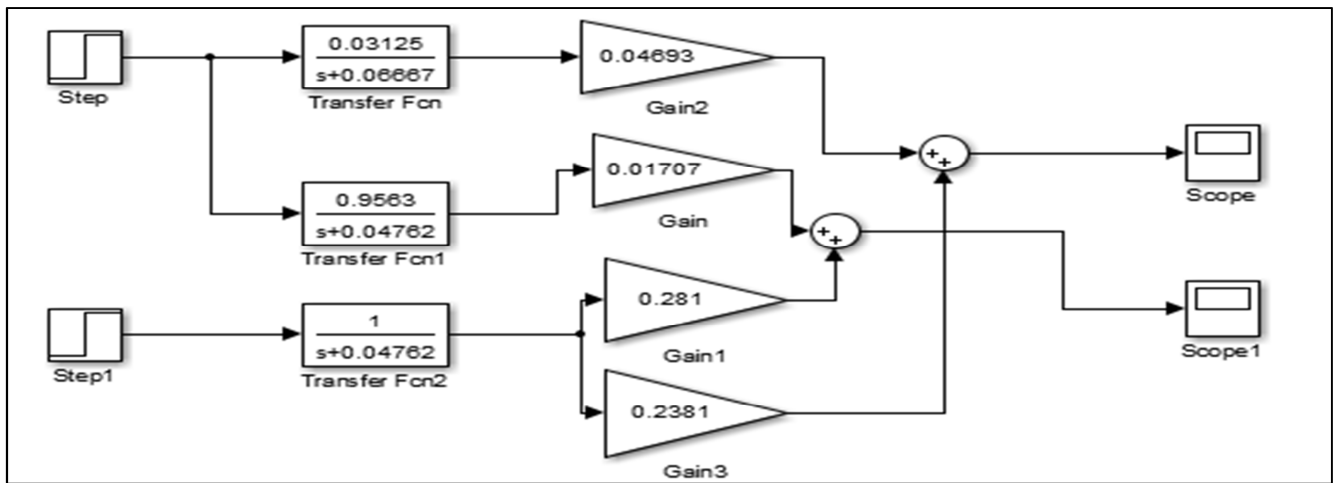 Step
0.03125
s+0.06667
Transfer Fcn
0.04693
Gain2
0.9563
s+0.04762
Transfer Fcn1
0.01707
Gain
++
++
Scope
Step1
1
s+0.04762
Transfer Fcn2
0.281
Gain1
0.2381
Gain3
Scope1